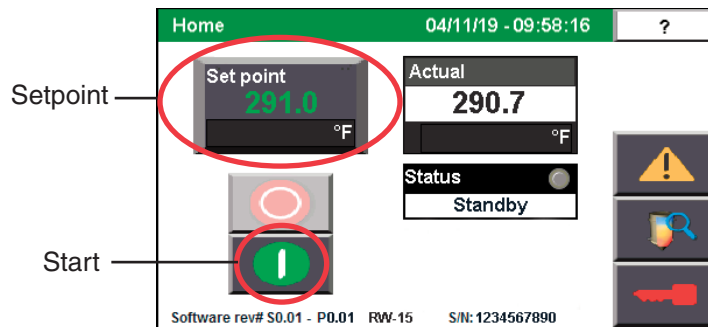 Home 04/11/19 - 09:58:16 ?
Setpoint
Set point
291.0
°F
Actual
290.7
°F
Status
Standby
Start
Software rev# S0.01 - P0.01 RW-15 S/N: 1234567890